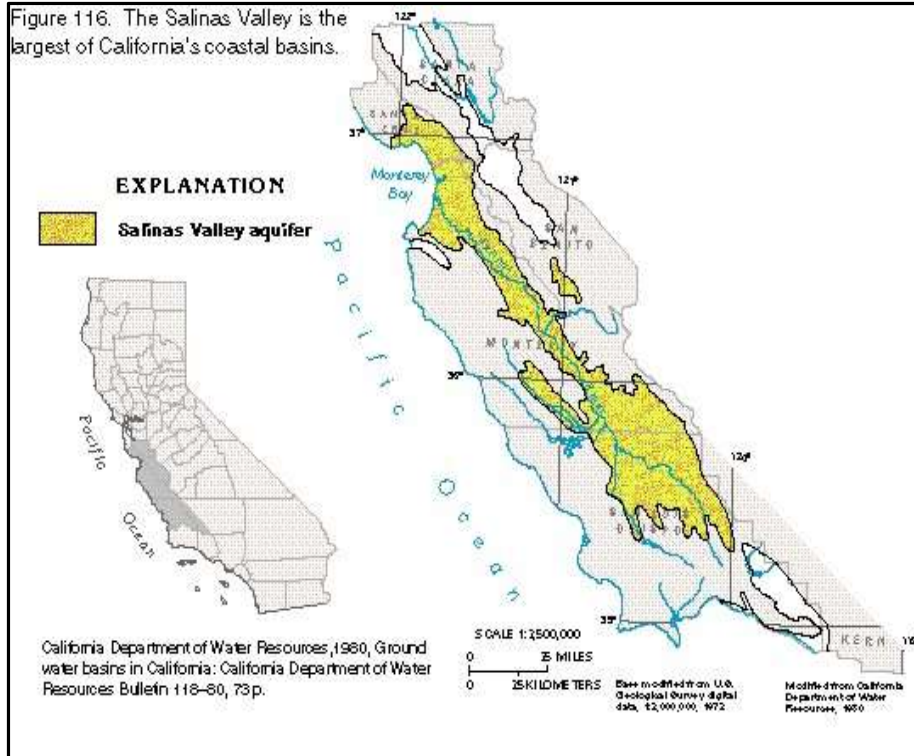 Figure 116. The Salinas Valley is the
largest of California's coastal basins.
122°
SANTA
CLARA
SANTA
CRUZ
37°
Monterey
Bay
121°
SAN
BENITO
EXPLANATION
Salinas Valley aquifer
Pacific Ocean
MONTEREY
36°
120°
Pacific
Ocean
35°
KERN
SCALE 1:2,500,000
0 25 MILES
0 25 KILOMETERS
California Department of Water Resources,1980, Ground
water basins in California: California Department of Water
Resources Bulletin 118–80, 73 p.
Base modified from U.S.
Geological Survey digital
data, 1:2,000,000, 1972
Modified from California
Department of Water
Resources, 1980